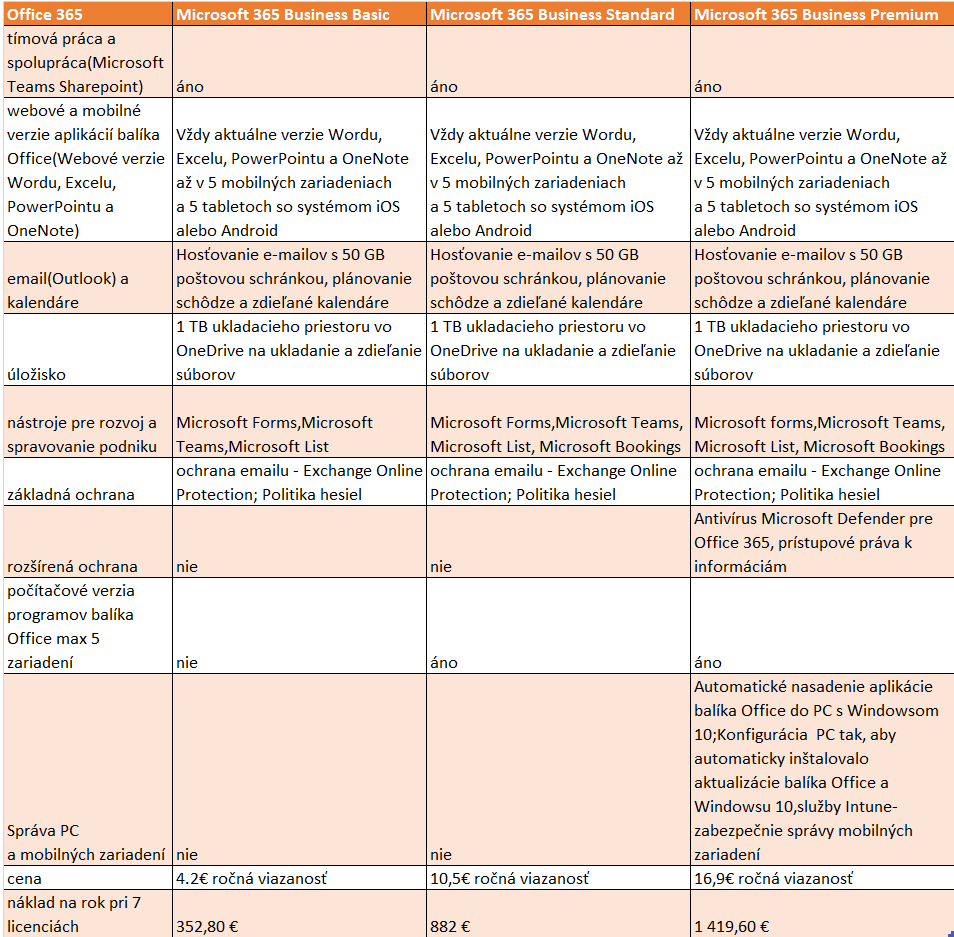 Office 365
Microsoft 365 Business Basic
Microsoft 365 Business Standard
Microsoft 365 Business Premium
tímová práca a
spolupráca(Microsoft
Teams Sharepoint)
áno
áno
áno
webové a mobilné
verzie aplikácií balíka
Office(Webové verzie
Wordu, Excelu,
PowerPointu a
OneNote)
Vždy aktuálne verzie Wordu,
Excelu, PowerPointu a OneNote
až v 5 mobilných zariadeniach
a 5 tabletoch so systémom iOS
alebo Android
Vždy aktuálne verzie Wordu,
Excelu, PowerPointu a OneNote až
v 5 mobilných zariadeniach
a 5 tabletoch so systémom iOS
alebo Android
Vždy aktuálne verzie Wordu,
Excelu, PowerPointu a OneNote až
v 5 mobilných zariadeniach
a 5 tabletoch so systémom iOS
alebo Android
email(Outlook) a
kalendáre
Hosťovanie e-mailov s 50 GB
poštovou schránkou, plánovanie
schôdze a zdieľané kalendáre
Hosťovanie e-mailov s 50 GB
poštovou schránkou, plánovanie
schôdze a zdieľané kalendáre
Hosťovanie e-mailov s 50 GB
poštovou schránkou, plánovanie
schôdze a zdieľané kalendáre
úložisko
1 TB ukladacieho priestoru vo
OneDrive na ukladanie a zdieľanie
súborov
1 TB ukladacieho priestoru vo
OneDrive na ukladanie a zdieľanie
súborov
1 TB ukladacieho priestoru vo
OneDrive na ukladanie a zdieľanie
súborov
nástroje pre rozvoj a
spravovanie podniku
Microsoft Forms,Microsoft
Teams,Microsoft List
Microsoft Forms,Microsoft Teams,
Microsoft List, Microsoft Bookings
Microsoft forms,Microsoft Teams,
Microsoft List, Microsoft Bookings
základná ochrana
ochrana emailu - Exchange Online
Protection; Politika hesiel
ochrana emailu - Exchange Online
Protection; Politika hesiel
ochrana emailu - Exchange Online
Protection; Politika hesiel
rozšírená ochrana
nie
nie
Antivírus Microsoft Defender pre
Office 365, prístupové práva k
informáciám
počítačové verzia
programov balíka
Office max 5
zariadení
nie
áno
áno
Správa PC
a mobilných zariadení
nie
nie
Automatické nasadenie aplikácie
balíka Office do PC s Windowsom
10;Konfigurácia  PC tak, aby
automaticky inštalovalo
aktualizácie balíka Office a
Windowsu 10,služby Intune-
zabezpečnie správy mobilných
zariadení
cena
4.2€ ročná viazanosť
10,5€ ročná viazanosť
16,9€ ročná viazanosť
náklad na rok pri 7
licenciách
352,80 €
882 €
1 419,60 €